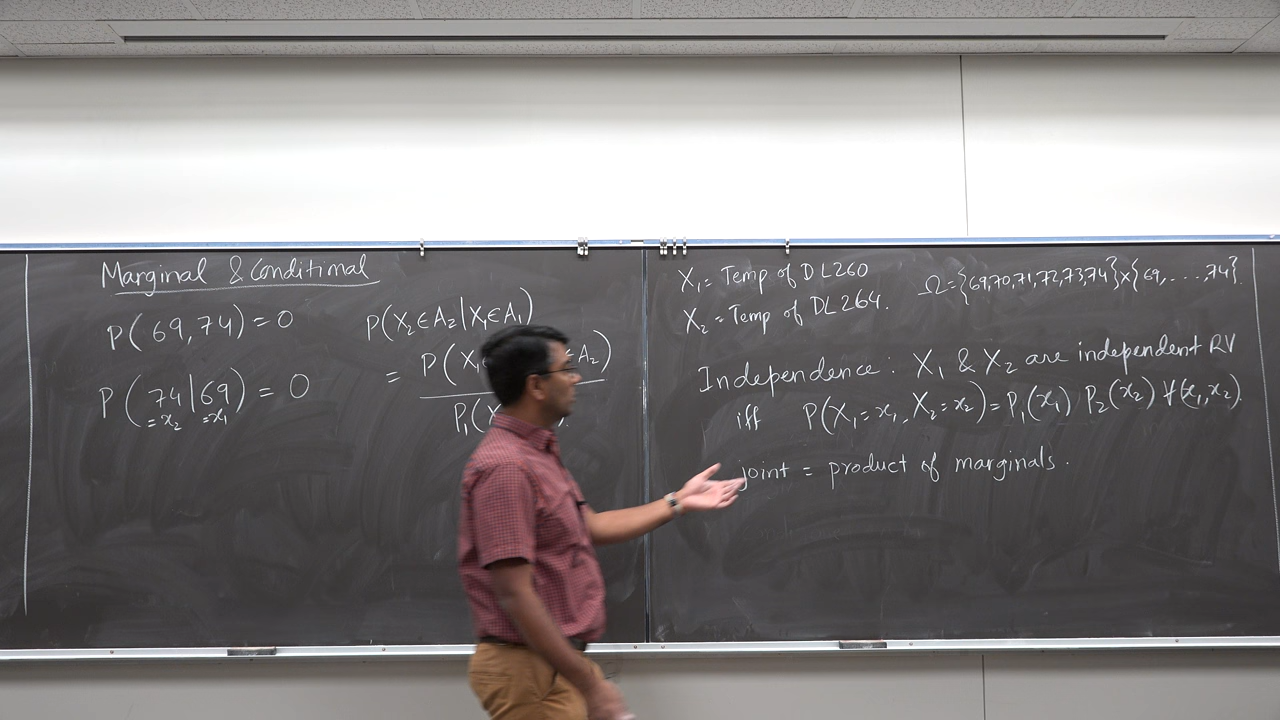 Marginal & Conditional
P(69,74) = 0
P(74|69) = 0
=x₂ =x₁
P(X₂∈A₂|X₁∈A₁)
= P(X₁ ∈A₂)
P₁(X
X₁ = Temp of DL260
X₂ = Temp of DL264.
Ω = {69,70,71,72,73,74}x{69,....,74}.
Independence: X₁ & X₂ are independent RV
iff P(X₁=x₁, X₂=x₂) = P₁(x₁) P₂(x₂) ∀(x₁,x₂).
joint = product of marginals.